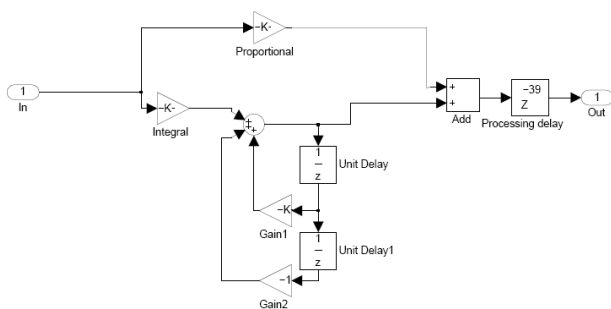 -K-
Proportional
1
In
-K-
Integral
+
+
+
+
+
Add
-39
Z
Processing delay
1
Out
1
z
Unit Delay
-K
Gain1
1
z
Unit Delay1
-1
Gain2